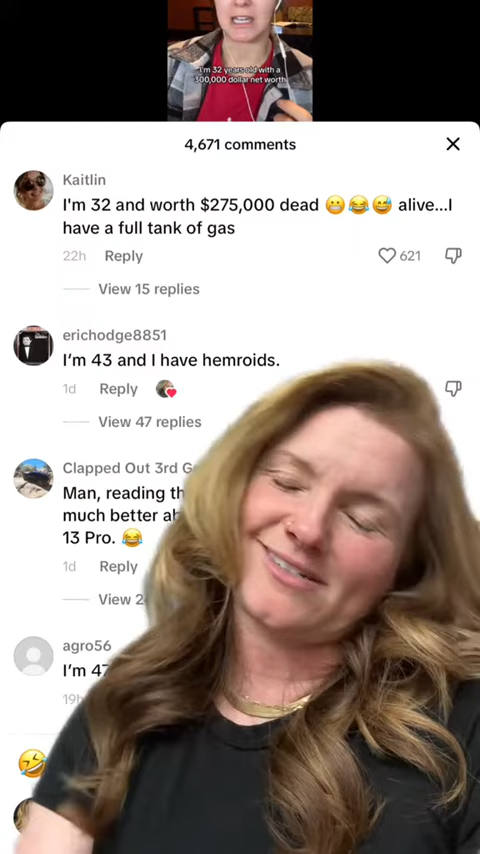 I'm 32 years old with a
300,000 dollar net worth
4,671 comments
Kaitlin
I'm 32 and worth $275,000 dead 😬😂😅 alive...I
have a full tank of gas
22h Reply 621
View 15 replies
erichodge8851
I'm 43 and I have hemroids.
1d Reply
View 47 replies
Clapped Out 3rd G
Man, reading th
much better ab
13 Pro. 😂
1d Reply
View 2
agro56
I'm 47
19h
🤣